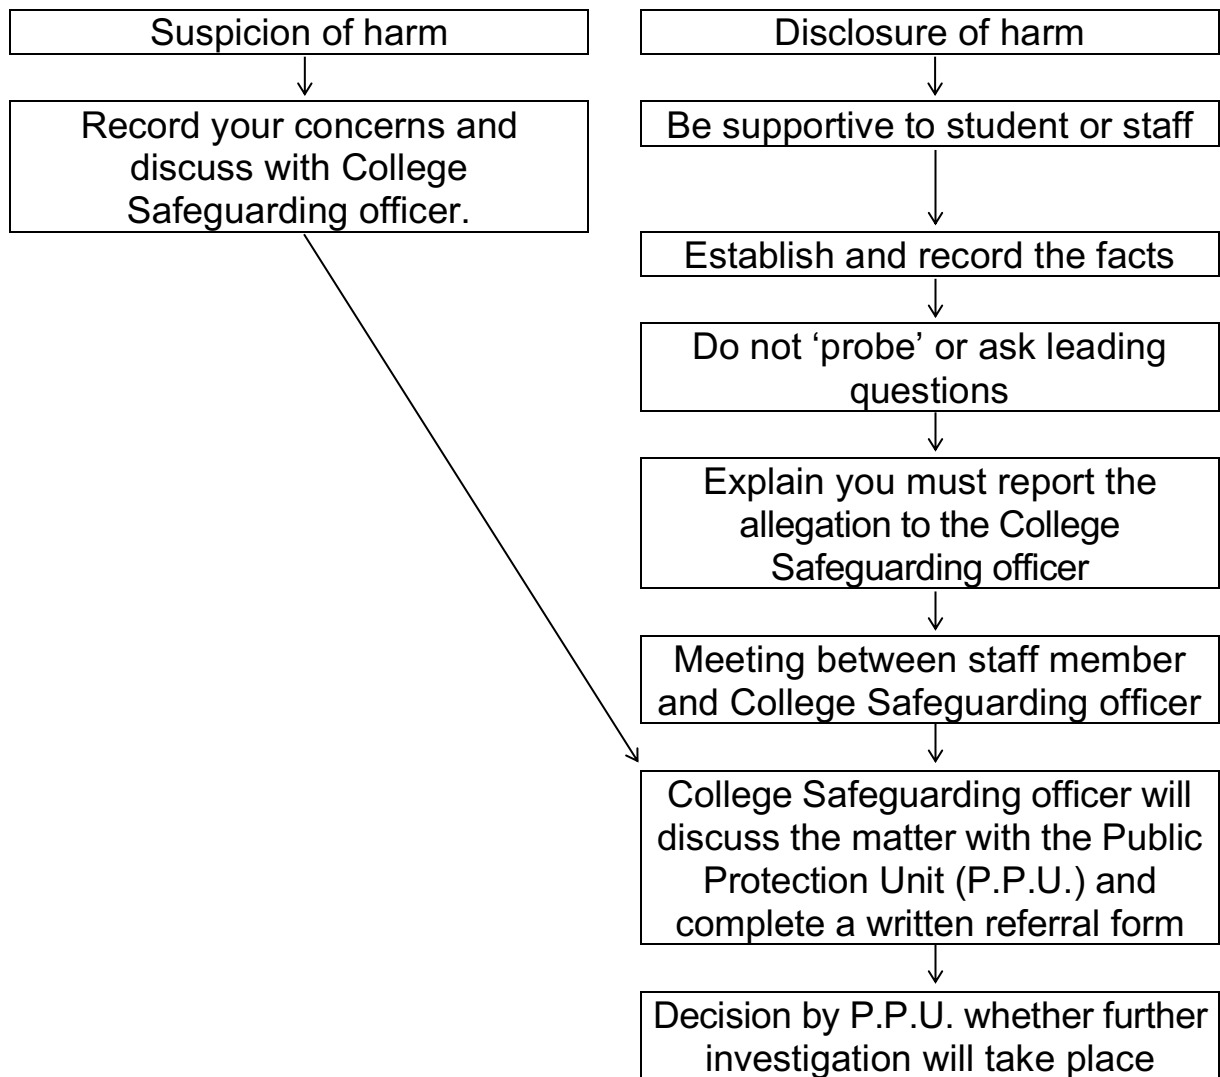 Suspicion of harm
Record your concerns and
discuss with College
Safeguarding officer.
Disclosure of harm
Be supportive to student or staff
Establish and record the facts
Do not ‘probe’ or ask leading
questions
Explain you must report the
allegation to the College
Safeguarding officer
Meeting between staff member
and College Safeguarding officer
College Safeguarding officer will
discuss the matter with the Public
Protection Unit (P.P.U.) and
complete a written referral form
Decision by P.P.U. whether further
investigation will take place